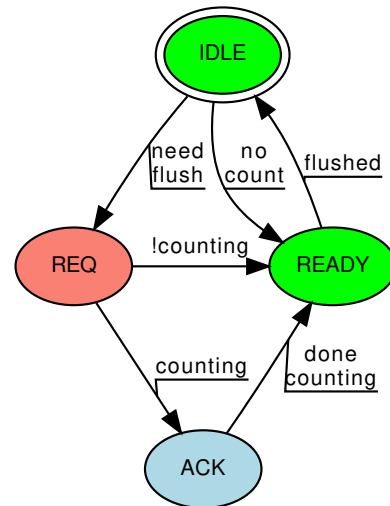 IDLE
need
flush
no
count
flushed
REQ
!counting
READY
counting
done
counting
ACK